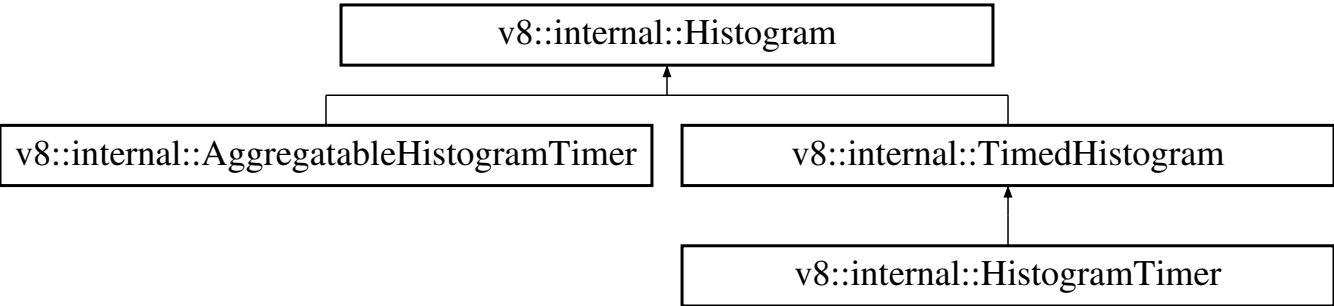 v8::internal::Histogram
v8::internal::AggregatableHistogramTimer
v8::internal::TimedHistogram
v8::internal::HistogramTimer